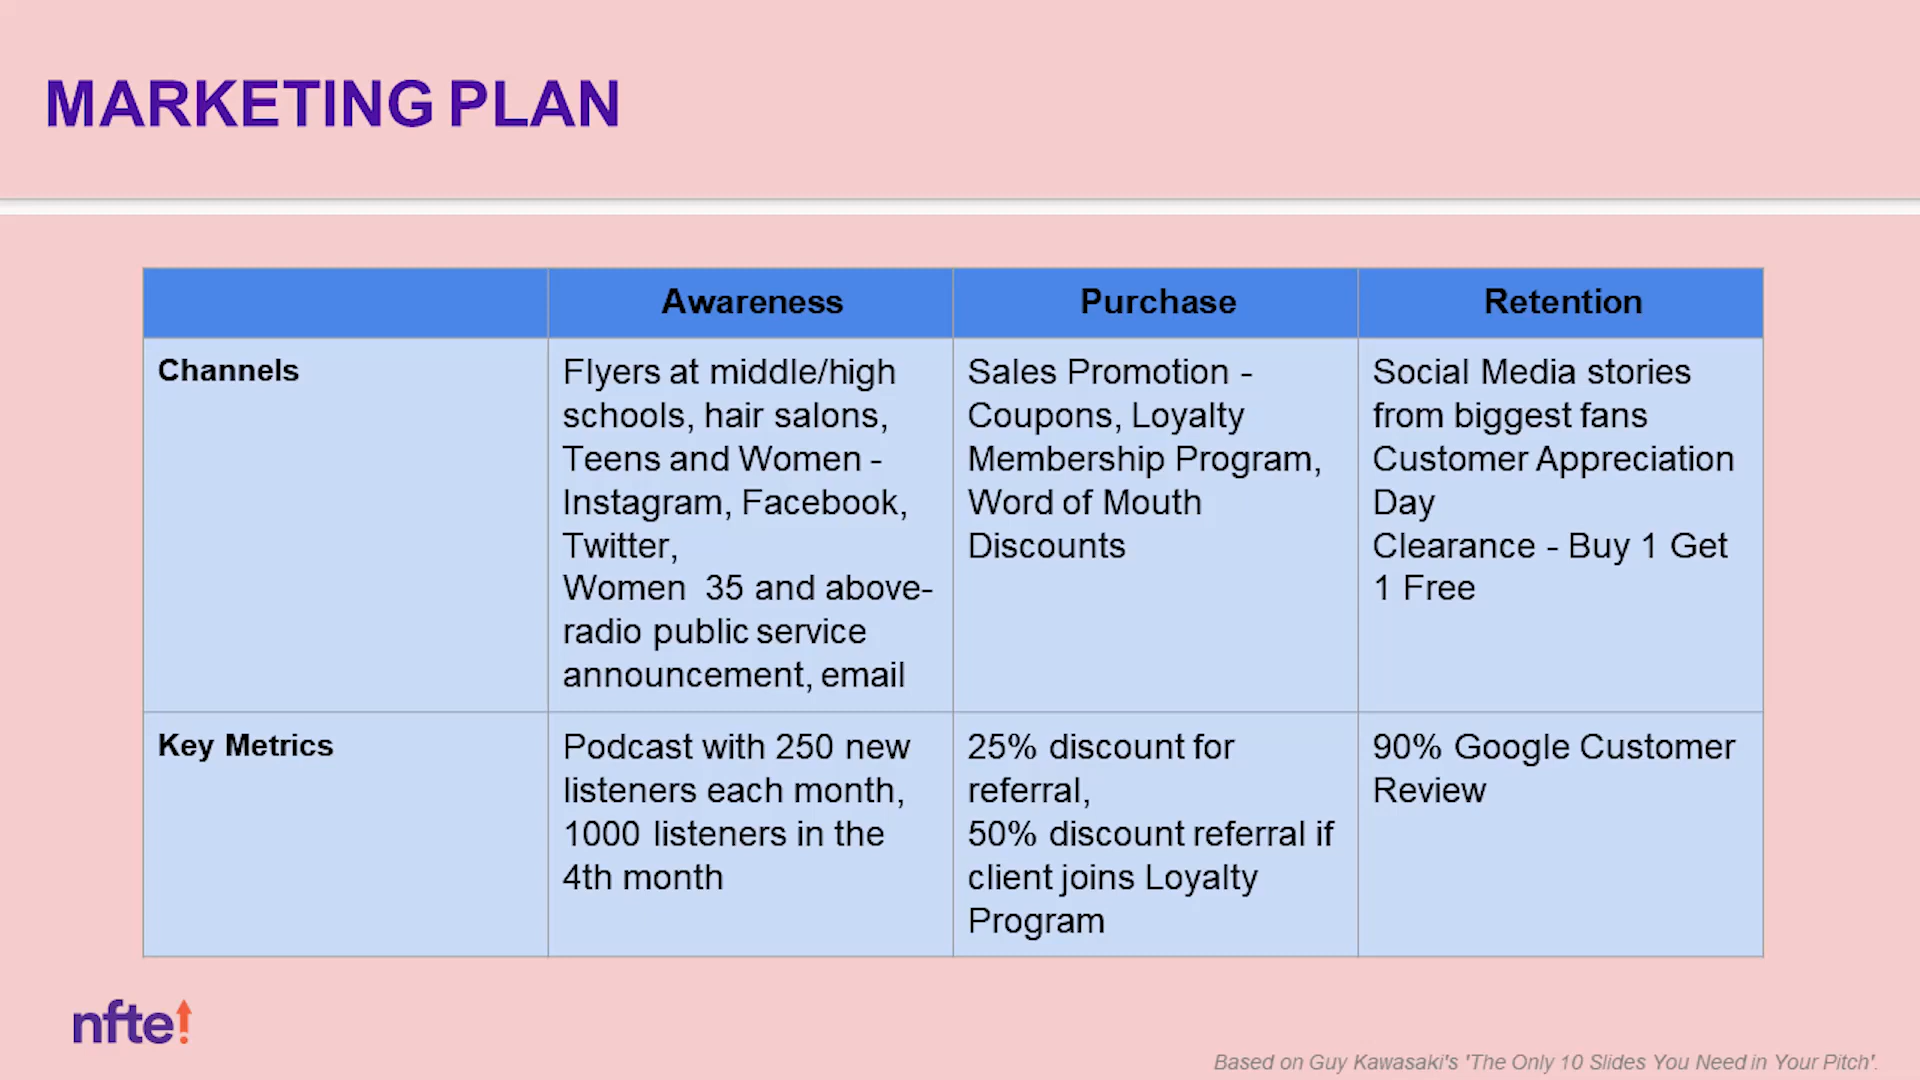 MARKETING PLAN
Awareness
Purchase
Retention
Channels
Flyers at middle/high
schools, hair salons,
Teens and Women -
Instagram, Facebook,
Twitter,
Women 35 and above-
radio public service
announcement, email
Sales Promotion -
Coupons, Loyalty
Membership Program,
Word of Mouth
Discounts
Social Media stories
from biggest fans
Customer Appreciation
Day
Clearance - Buy 1 Get
1 Free
Key Metrics
Podcast with 250 new
listeners each month,
1000 listeners in the
4th month
25% discount for
referral,
50% discount referral if
client joins Loyalty
Program
90% Google Customer
Review
nfte!
Based on Guy Kawasaki's 'The Only 10 Slides You Need in Your Pitch'.